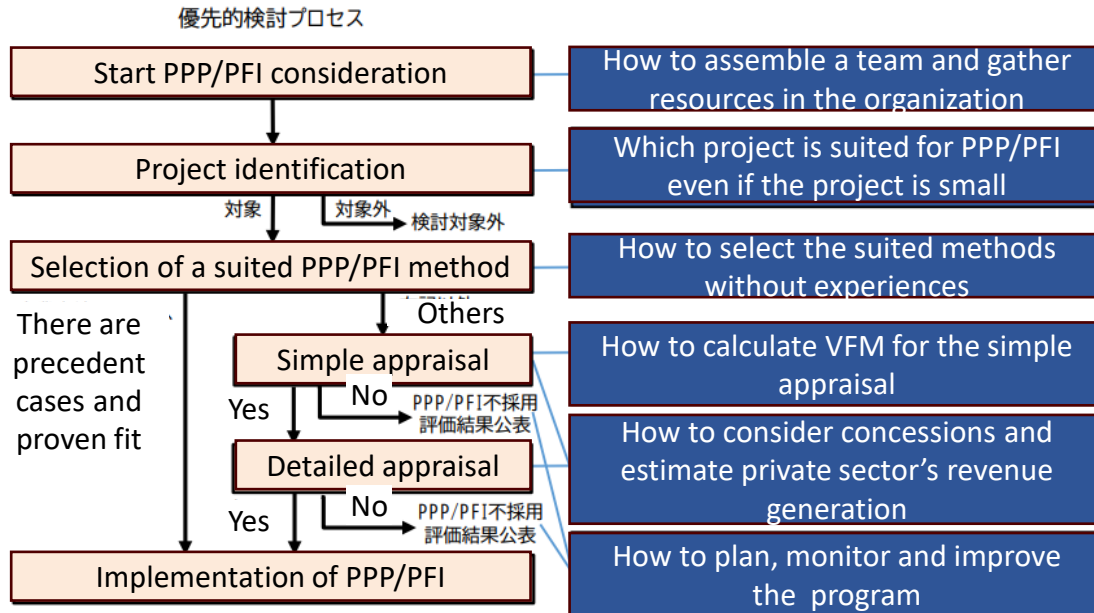 優先的検討プロセス
Start PPP/PFI consideration
How to assemble a team and gather
resources in the organization
Project identification
Which project is suited for PPP/PFI
even if the project is small
対象
対象外
検討対象外
Selection of a suited PPP/PFI method
How to select the suited methods
without experiences
There are
precedent
cases and
proven fit
Others
Simple appraisal
How to calculate VFM for the simple
appraisal
Yes
No
PPP/PFI不採用
評価結果公表
Detailed appraisal
How to consider concessions and
estimate private sector’s revenue
generation
Yes
No
PPP/PFI不採用
評価結果公表
Implementation of PPP/PFI
How to plan, monitor and improve
the program